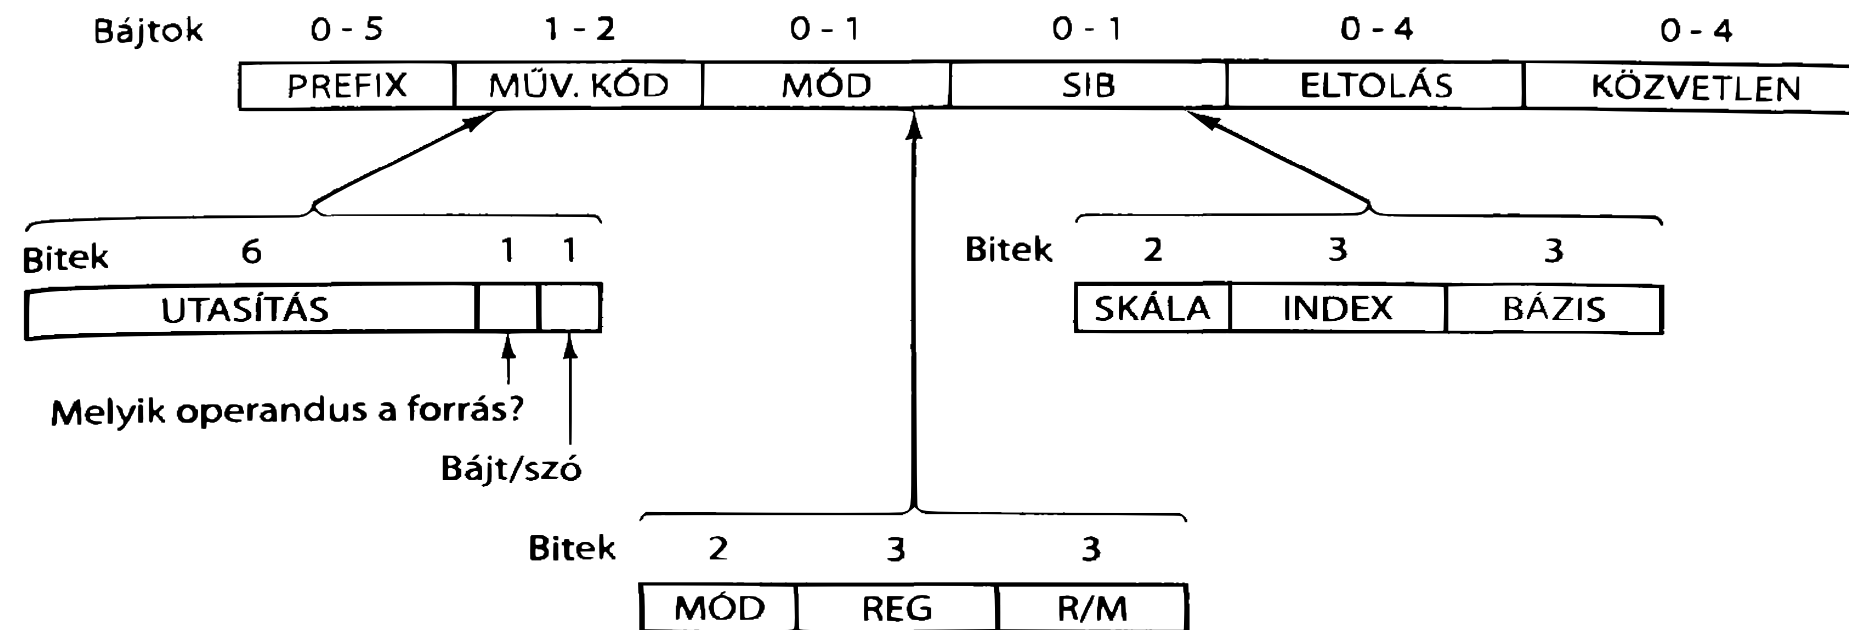 Bájtok 0 - 5 1 - 2 0 - 1 0 - 1 0 - 4 0 - 4
PREFIX MŰV. KÓD MÓD SIB ELTOLÁS KÖZVETLEN
Bitek 6 1 1 Bitek 2 3 3
UTASÍTÁS SKÁLA INDEX BÁZIS
Melyik operandus a forrás?
Bájt/szó
Bitek 2 3 3
MÓD REG R/M